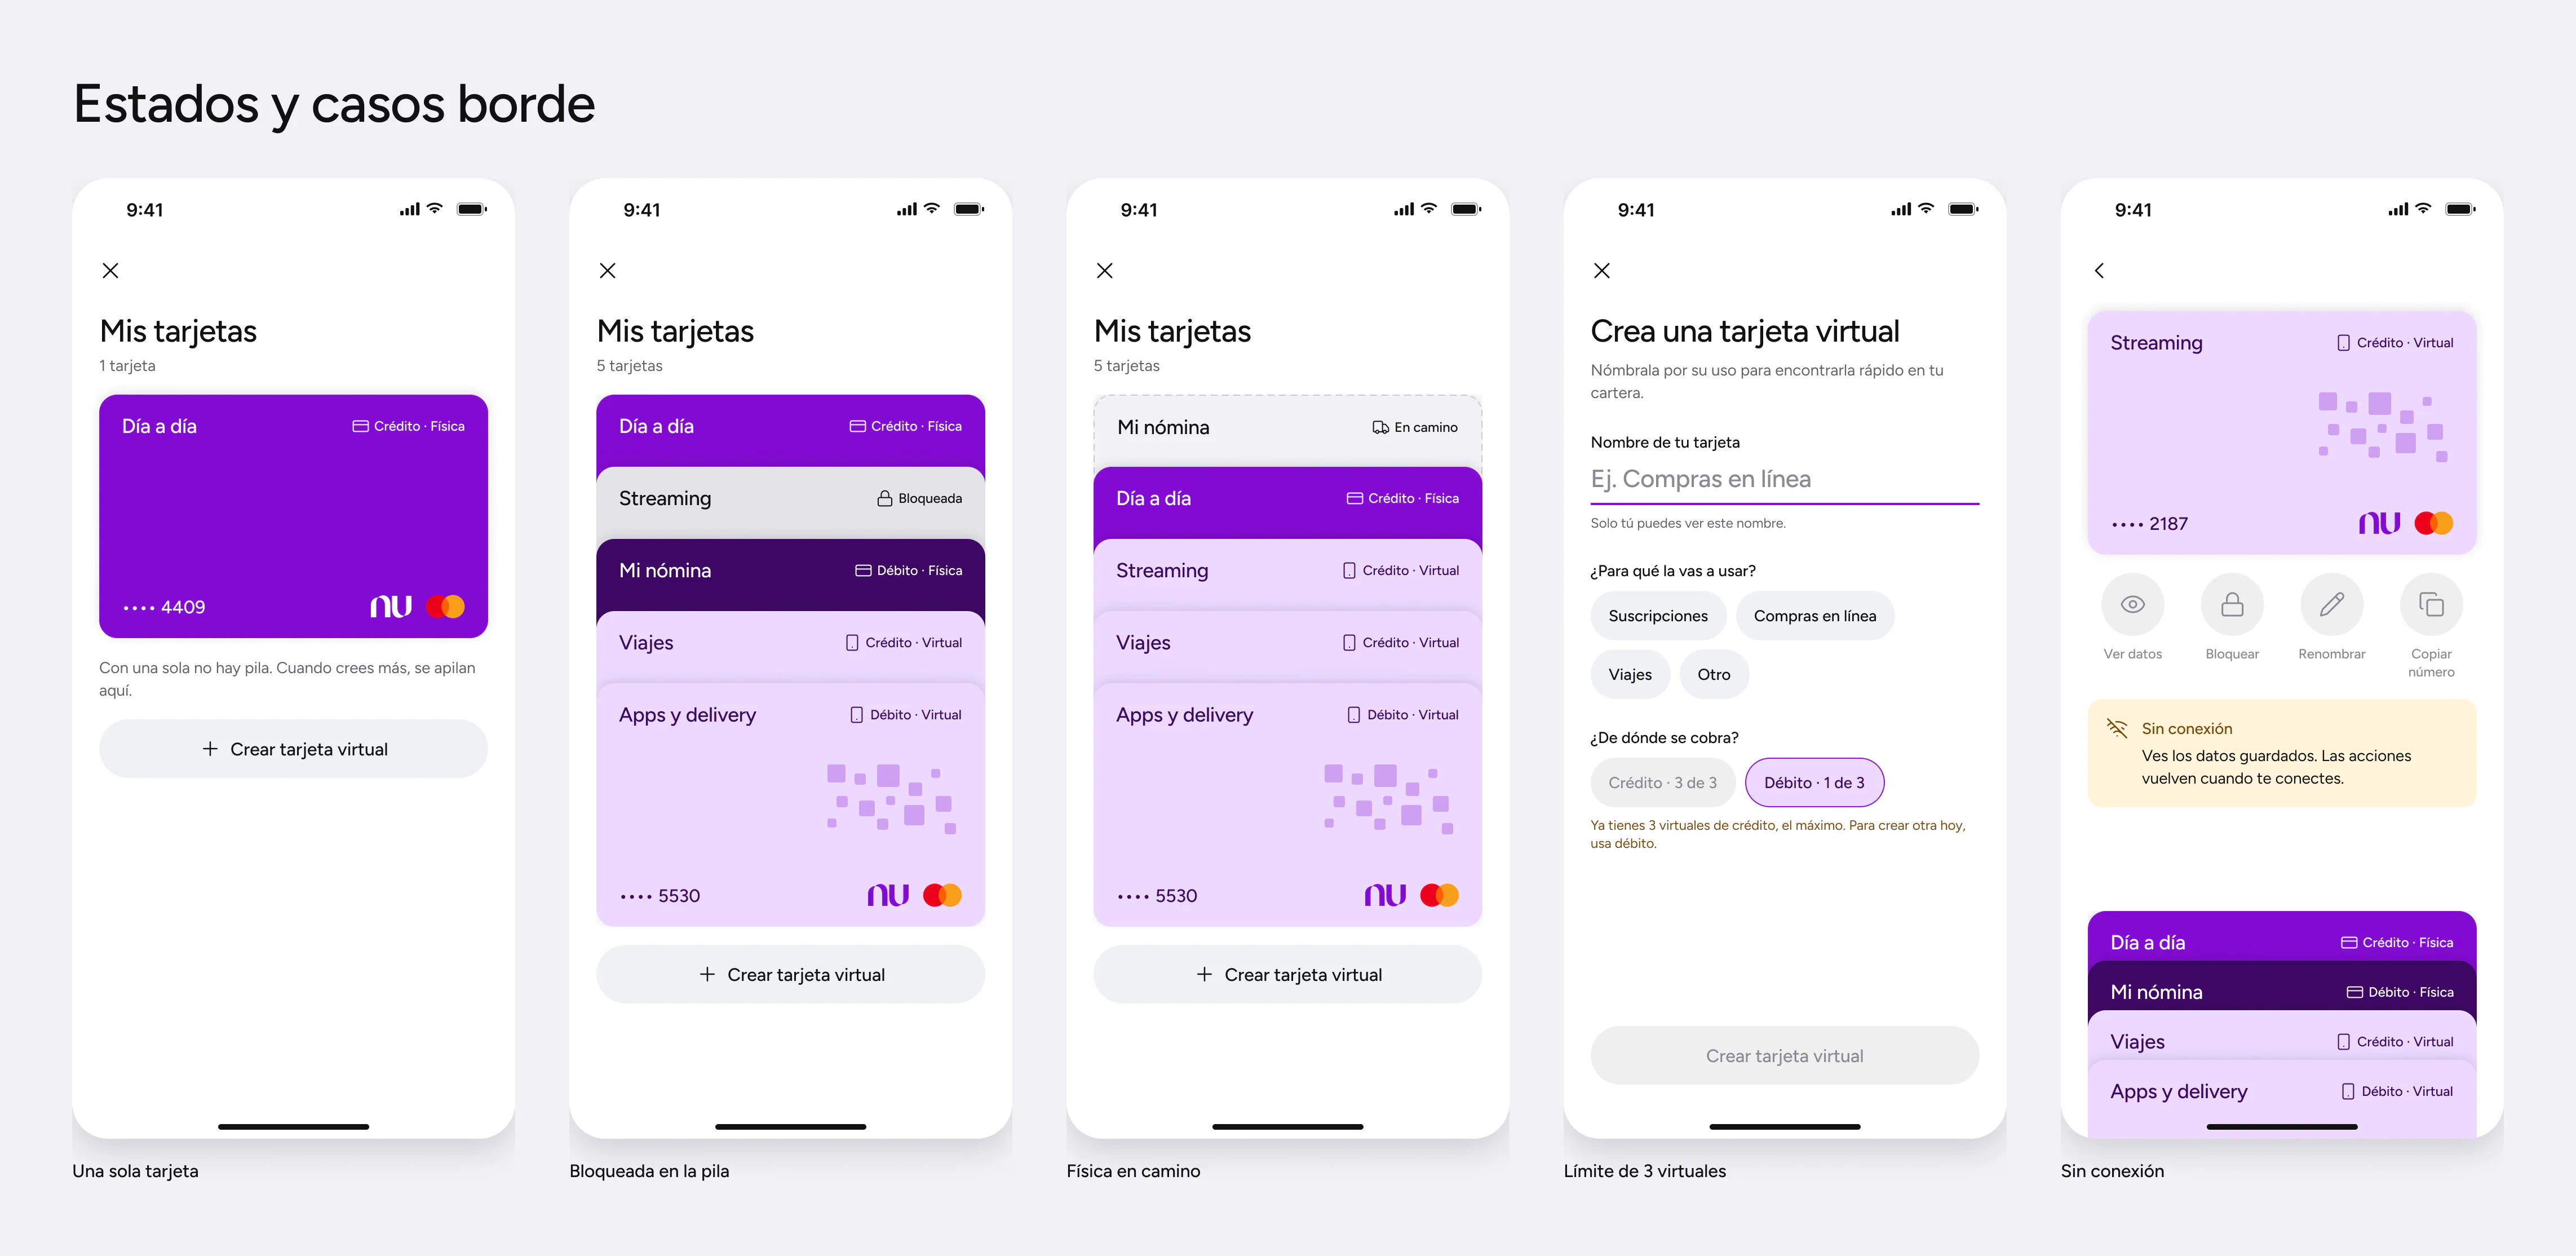 Estados y casos borde
9:41
Mis tarjetas
1 tarjeta
Día a día
Crédito · Física
•••• 4409
nu
Con una sola no hay pila. Cuando crees más, se apilan
aquí.
+ Crear tarjeta virtual
Una sola tarjeta
9:41
Mis tarjetas
5 tarjetas
Día a día
Crédito · Física
Streaming
Bloqueada
Mi nómina
Débito · Física
Viajes
Crédito · Virtual
Apps y delivery
Débito · Virtual
•••• 5530
nu
+ Crear tarjeta virtual
Bloqueada en la pila
9:41
Mis tarjetas
5 tarjetas
Mi nómina
En camino
Día a día
Crédito · Física
Streaming
Crédito · Virtual
Viajes
Crédito · Virtual
Apps y delivery
Débito · Virtual
•••• 5530
nu
+ Crear tarjeta virtual
Física en camino
9:41
Crea una tarjeta virtual
Nómbrala por su uso para encontrarla rápido en tu
cartera.
Nombre de tu tarjeta
Ej. Compras en línea
Solo tú puedes ver este nombre.
¿Para qué la vas a usar?
Suscripciones
Compras en línea
Viajes
Otro
¿De dónde se cobra?
Crédito · 3 de 3
Débito · 1 de 3
Ya tienes 3 virtuales de crédito, el máximo. Para crear otra hoy,
usa débito.
Crear tarjeta virtual
Límite de 3 virtuales
9:41
Streaming
Crédito · Virtual
•••• 2187
nu
Ver datos
Bloquear
Renombrar
Copiar
número
Sin conexión
Ves los datos guardados. Las acciones
vuelven cuando te conectes.
Día a día
Crédito · Física
Mi nómina
Débito · Física
Viajes
Crédito · Virtual
Apps y delivery
Débito · Virtual
Sin conexión